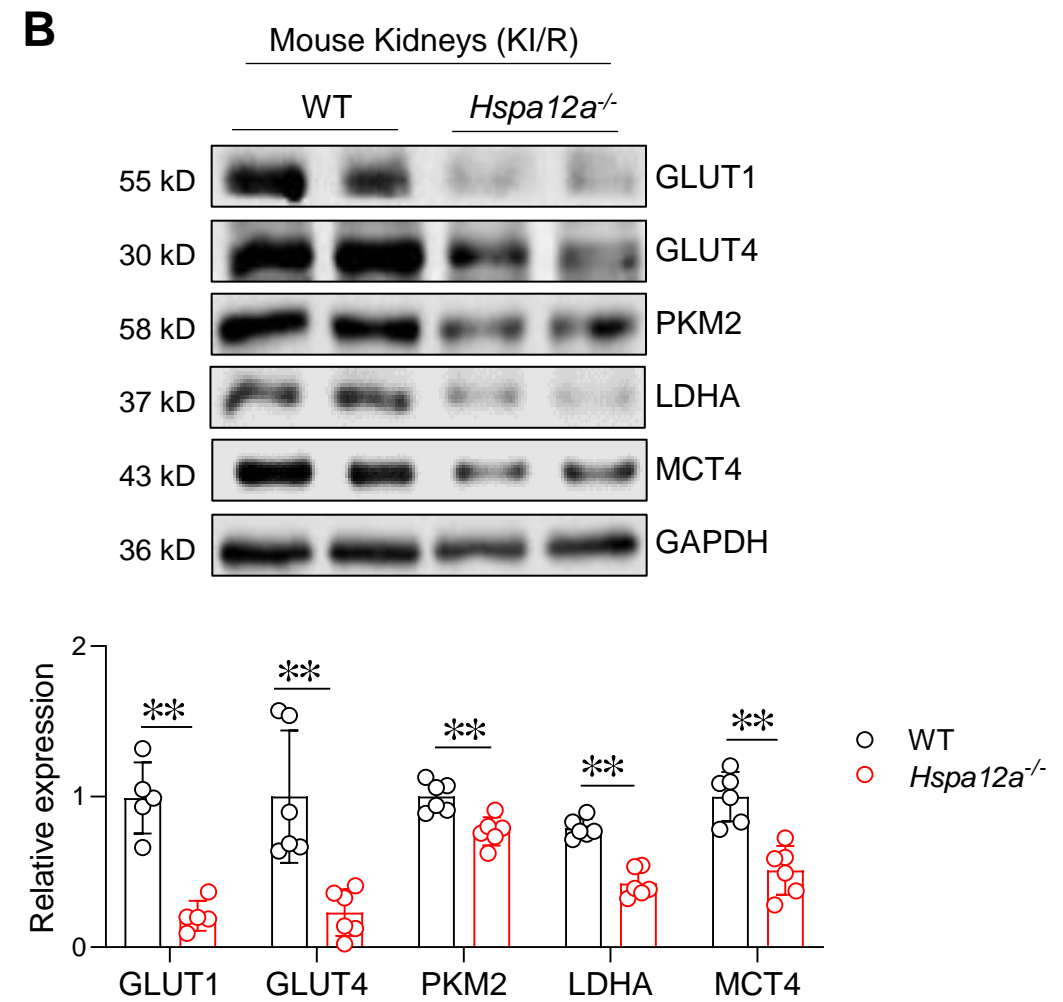 B
Mouse Kidneys (KI/R)
WT Hspa12a-/-
55 kD GLUT1
30 kD GLUT4
58 kD PKM2
37 kD LDHA
43 kD MCT4
36 kD GAPDH
Relative expression
2
1
0
** ** ** ** **
GLUT1 GLUT4 PKM2 LDHA MCT4
WT
Hspa12a-/-